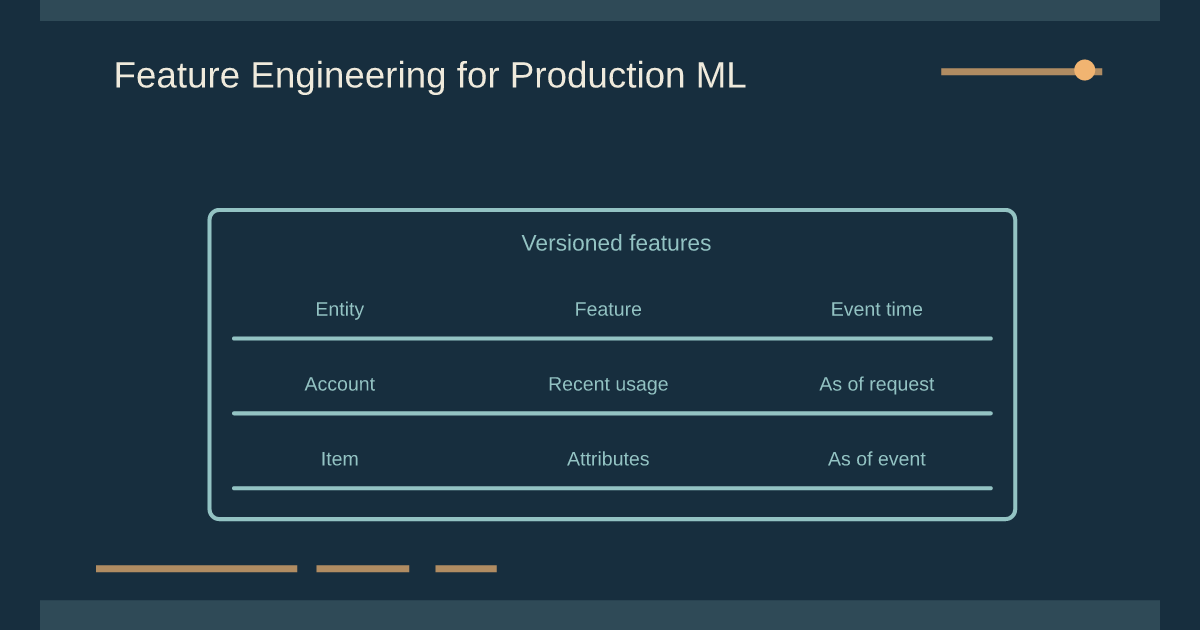 Feature Engineering for Production ML
Versioned features
Entity Feature Event time
Account Recent usage As of request
Item Attributes As of event